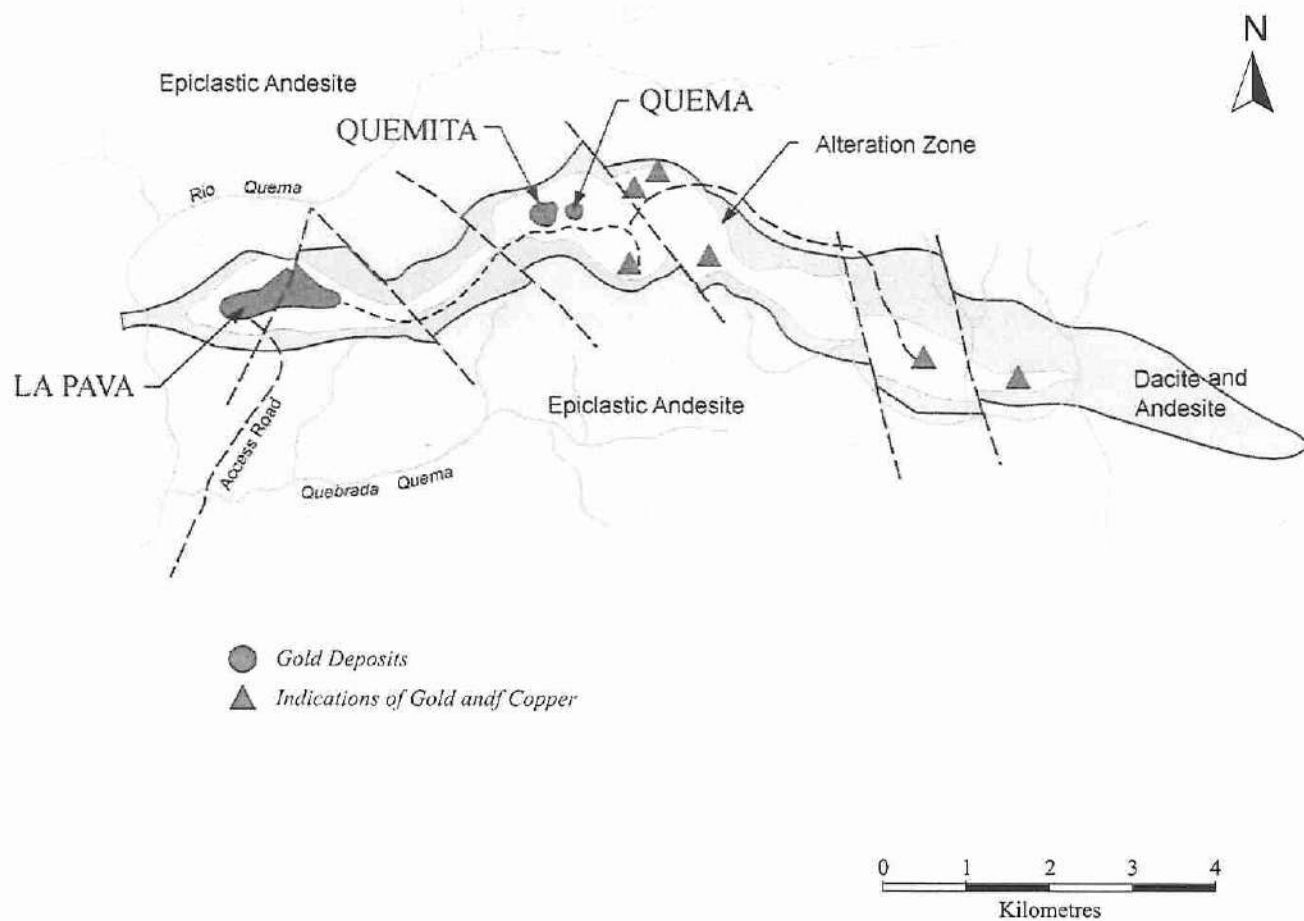 N
Epiclastic Andesite
QUEMA
QUEMITA
Alteration Zone
Rio Quema
LA PAVA
Epiclastic Andesite
Dacite and
Andesite
Access Road
Quebrada Quema
Gold Deposits
Indications of Gold andf Copper
0 1 2 3 4
Kilometres